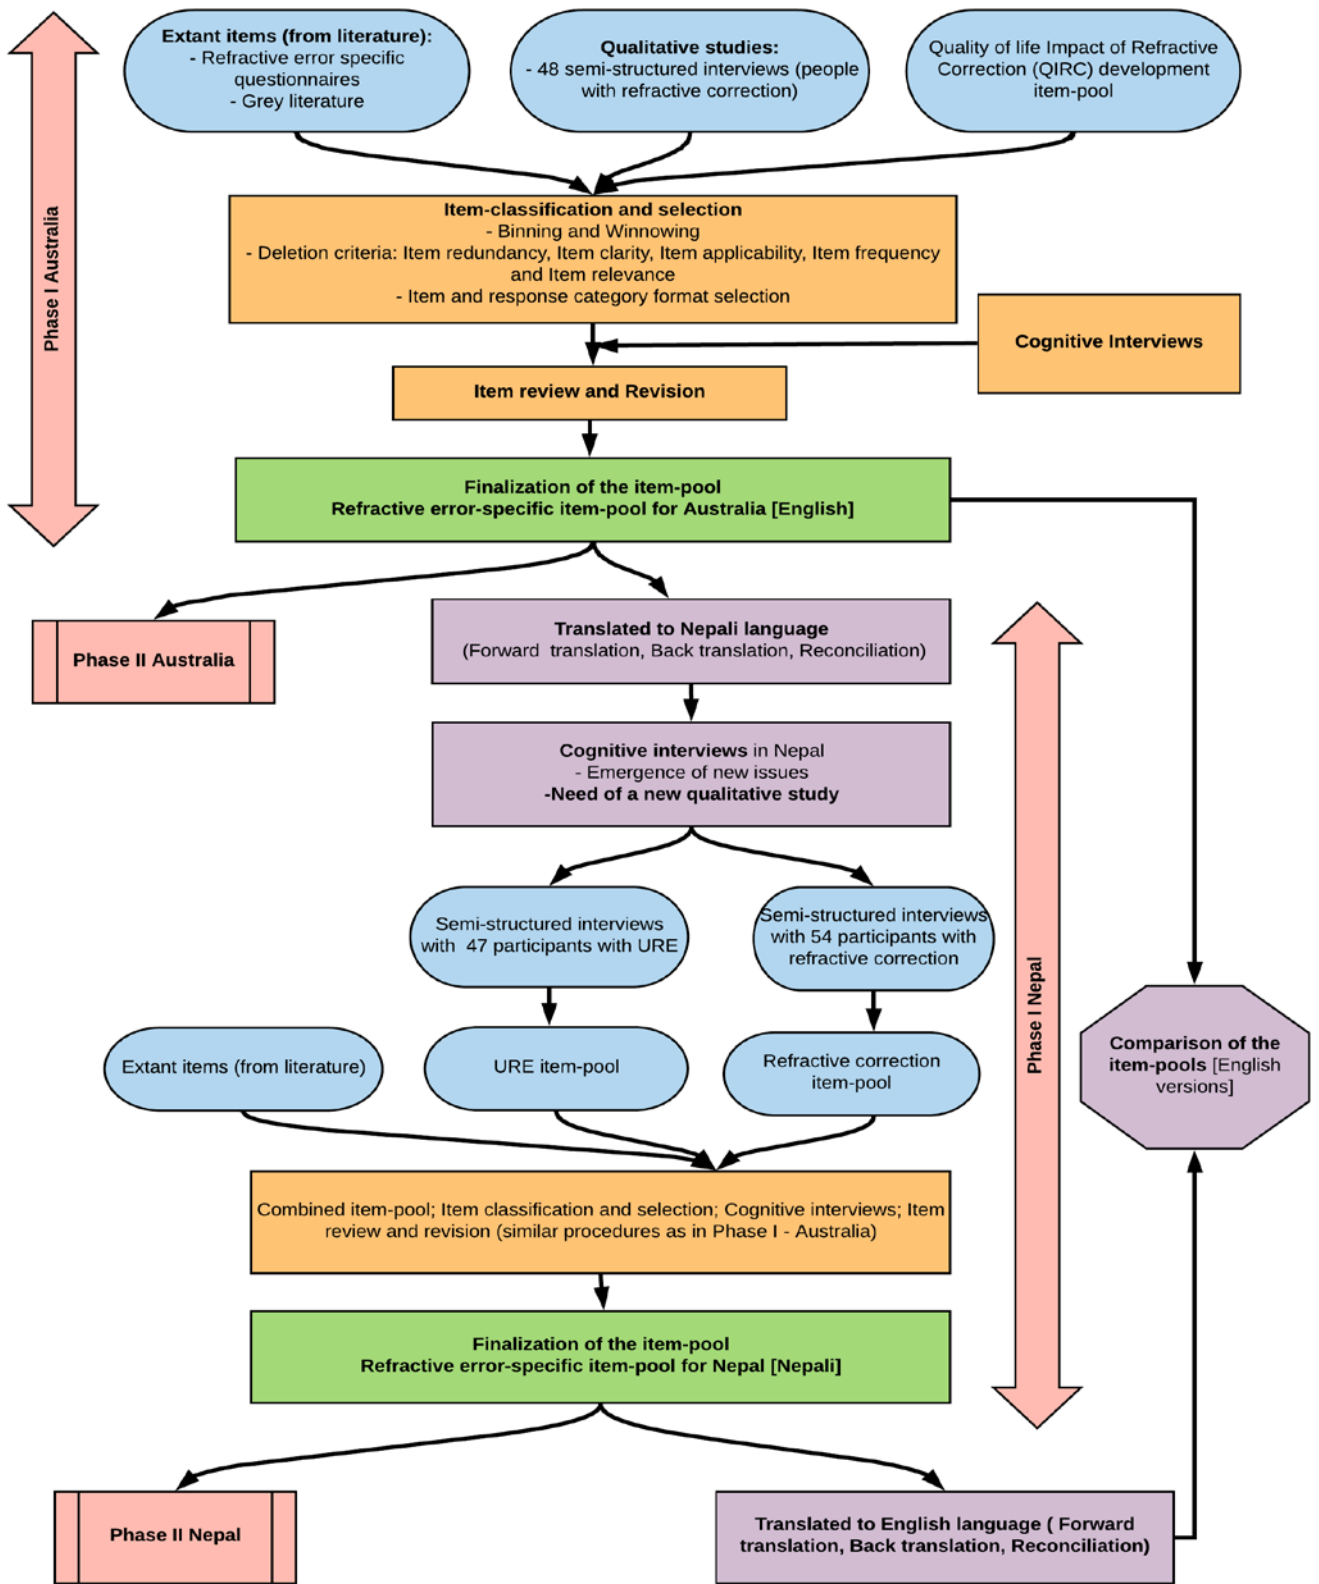 Extant items (from literature):
- Refractive error specific
questionnaires
- Grey literature
Qualitative studies:
- 48 semi-structured interviews (people
with refractive correction)
Quality of life Impact of Refractive
Correction (QIRC) development
item-pool
Phase I Australia
Item-classification and selection
- Binning and Winnowing
- Deletion criteria: Item redundancy, Item clarity, Item applicability, Item frequency
and Item relevance
- Item and response category format selection
Cognitive Interviews
Item review and Revision
Finalization of the item-pool
Refractive error-specific item-pool for Australia [English]
Phase II Australia
Translated to Nepali language
(Forward translation, Back translation, Reconciliation)
Cognitive interviews in Nepal
- Emergence of new issues
-Need of a new qualitative study
Semi-structured interviews
with 47 participants with URE
Semi-structured interviews
with 54 participants with
refractive correction
Phase I Nepal
Extant items (from literature)
URE item-pool
Refractive correction
item-pool
Comparison of the
item-pools [English
versions]
Combined item-pool; Item classification and selection; Cognitive interviews; Item
review and revision (similar procedures as in Phase I - Australia)
Finalization of the item-pool
Refractive error-specific item-pool for Nepal [Nepali]
Phase II Nepal
Translated to English language ( Forward
translation, Back translation, Reconciliation)